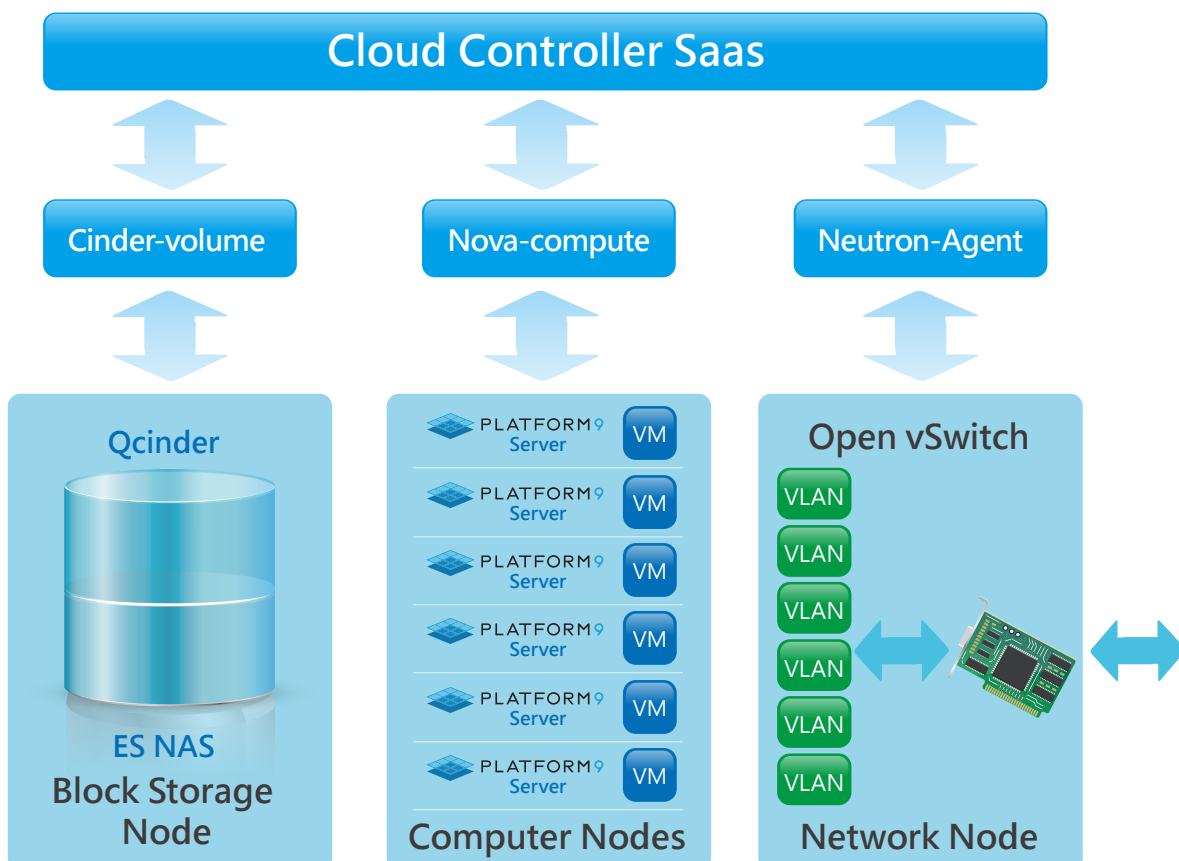 Cloud Controller Saas
Cinder-volume
Nova-compute
Neutron-Agent
Qcinder
ES NAS
Block Storage
Node
PLATFORM9
Server
VM
PLATFORM9
Server
VM
PLATFORM9
Server
VM
PLATFORM9
Server
VM
PLATFORM9
Server
VM
PLATFORM9
Server
VM
Computer Nodes
Open vSwitch
VLAN
VLAN
VLAN
VLAN
VLAN
VLAN
Network Node